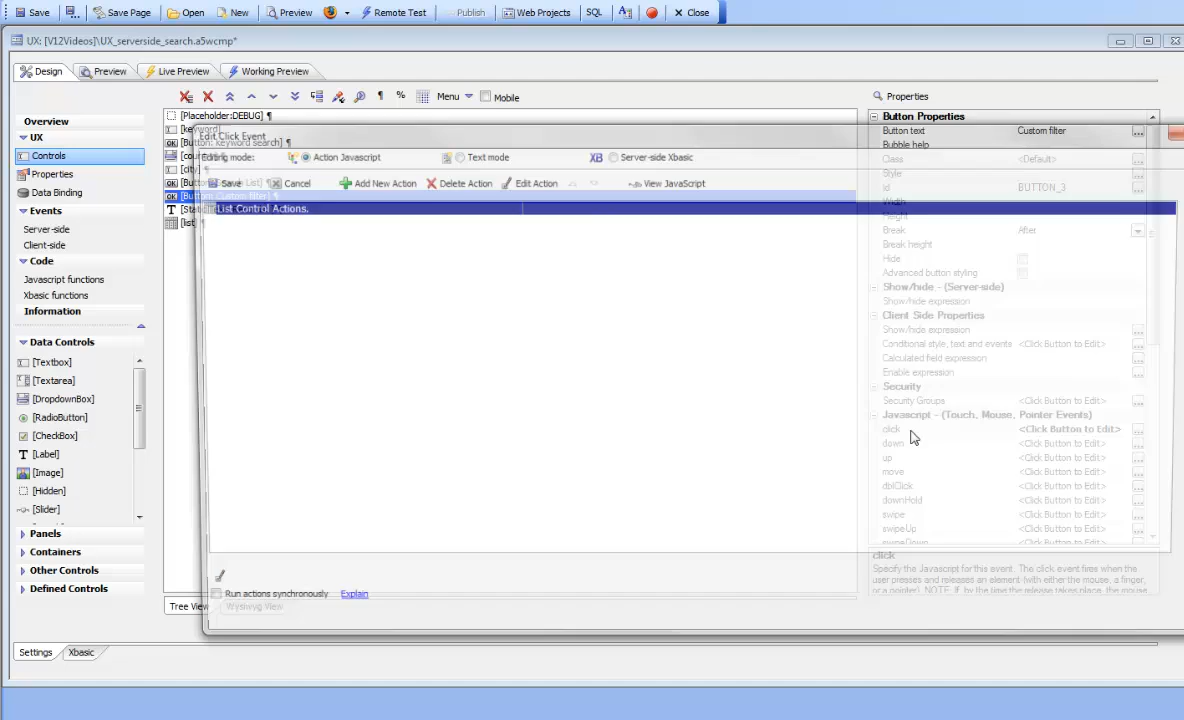 Save Save Page Open New Preview Remote Test Publish Web Projects SQL Close
UX: [V12Videos]\UX_serverside_search.a5wcmp*
Design Preview Live Preview Working Preview
Menu Mobile
Properties
Overview
UX
Controls
Properties
Data Binding
Events
Server-side
Client-side
Code
Javascript functions
Xbasic functions
Information
Data Controls
[Textbox]
[Textarea]
[DropdownBox]
[RadioButton]
[CheckBox]
[Label]
[Image]
[Hidden]
[Slider]
Panels
Containers
Other Controls
Defined Controls
[Placeholder:DEBUG] ¶
[Button: keyword search] ¶
Edit Click Event
Editing mode: Action Javascript Text mode XB Server-side Xbasic
Save Cancel Add New Action Delete Action Edit Action View JavaScript
List Control Actions.
Run actions synchronously Explain
Tree View Wysiwyg View
Button Properties
Button text Custom filter
Bubble help
Class <Default>
Style
id BUTTON_3
Width
Height
Break After
Break height
Hide
Advanced button styling
Show/hide - (Server-side)
Show/hide expression
Client Side Properties
Show/hide expression
Conditional style, text and events <Click Button to Edit>
Calculated field expression
Enable expression
Security
Security Groups <Click Button to Edit>
Javascript - (Touch, Mouse, Pointer Events)
click <Click Button to Edit>
down <Click Button to Edit>
up <Click Button to Edit>
move <Click Button to Edit>
dblClick <Click Button to Edit>
downHold <Click Button to Edit>
swipe <Click Button to Edit>
swipeUp <Click Button to Edit>
swipeDown <Click Button to Edit>
click
Specify the Javascript for this event. The click event fires when the
user presses and releases an element (with either the mouse, a finger,
or a pointer) NOTE: If, by the time the release takes place, the mouse
Settings Xbasic